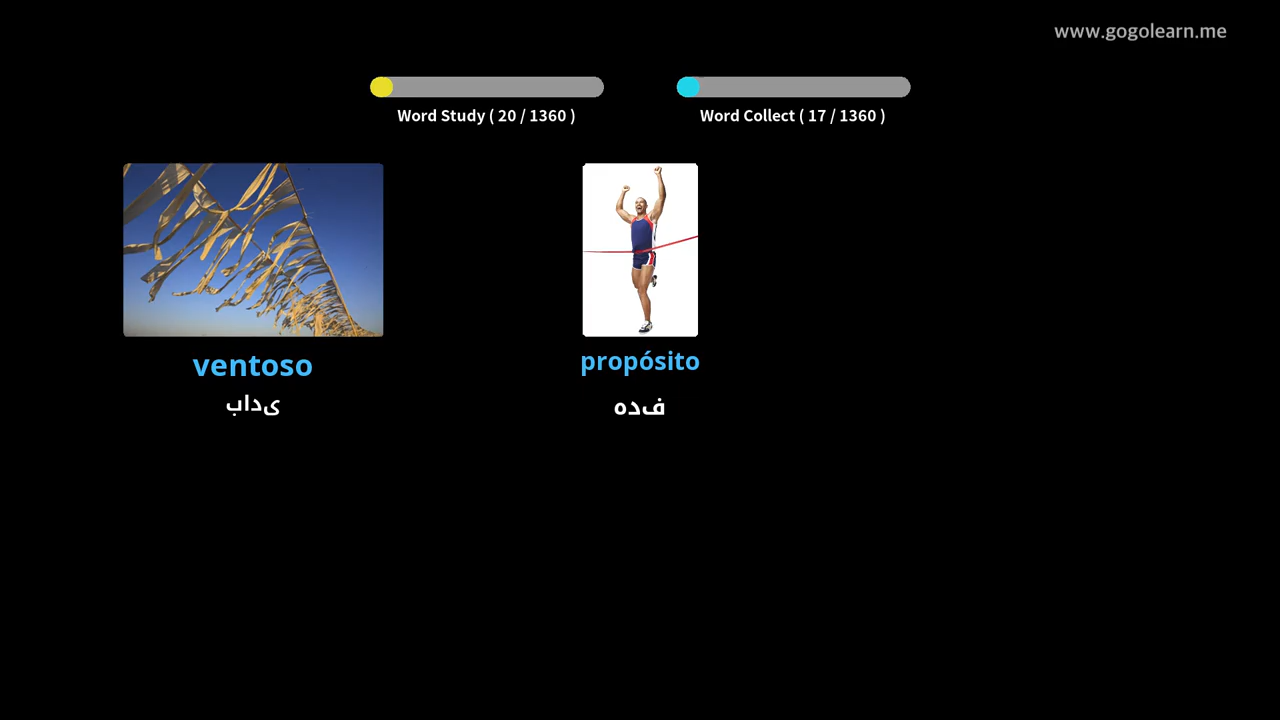 www.gogolearn.me
Word Study ( 20 / 1360 )
Word Collect ( 17 / 1360 )
ventoso
یداب
propósito
فده